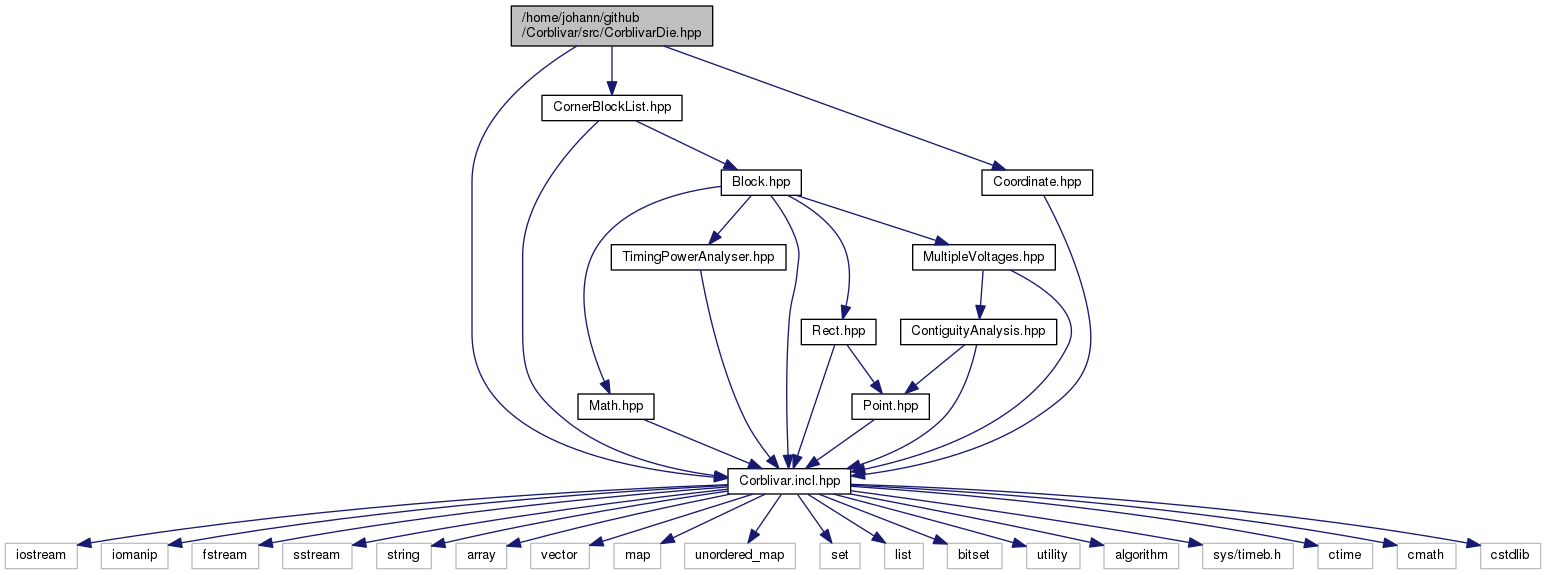 /home/johann/github
/Corblivar/src/CorblivarDie.hpp
CornerBlockList.hpp
Block.hpp
Coordinate.hpp
TimingPowerAnalyser.hpp
MultipleVoltages.hpp
Rect.hpp
ContiguityAnalysis.hpp
Math.hpp
Point.hpp
Corblivar.incl.hpp
iostream
iomanip
fstream
sstream
string
array
vector
map
unordered_map
set
list
bitset
utility
algorithm
sys/timeb.h
ctime
cmath
cstdlib